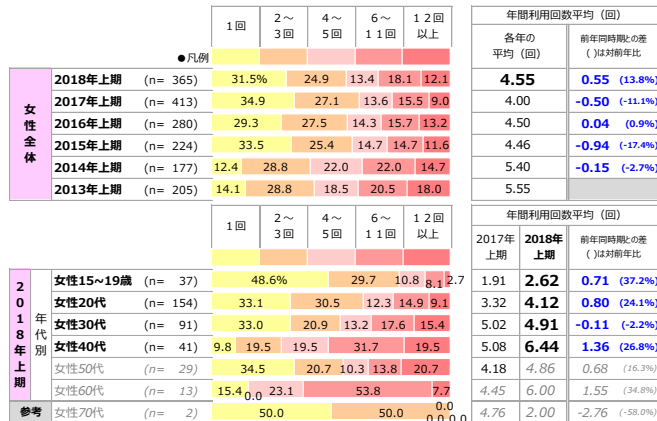 年間利用回数平均（回）
1回 2～3回 4～5回 6～11回 12回以上 各年の平均（回） 前年同時期との差 ( )は対前年比
●凡例
女性全体
2018年上期 (n= 365) 31.5% 24.9 13.4 18.1 12.1 4.55 0.55 (13.8%)
2017年上期 (n= 413) 34.9 27.1 13.6 15.5 9.0 4.00 -0.50 (-11.1%)
2016年上期 (n= 280) 29.3 27.5 14.3 15.7 13.2 4.50 0.04 (0.9%)
2015年上期 (n= 224) 33.5 25.4 14.7 14.7 11.6 4.46 -0.94 (-17.4%)
2014年上期 (n= 177) 12.4 28.8 22.0 22.0 14.7 5.40 -0.15 (-2.7%)
2013年上期 (n= 205) 14.1 28.8 18.5 20.5 18.0 5.55
年間利用回数平均（回）
1回 2～3回 4～5回 6～11回 12回以上 2017年上期 2018年上期 前年同時期との差 ( )は対前年比
2018年上期
年代別
女性15~19歳 (n= 37) 48.6% 29.7 10.8 8.1 2.7 1.91 2.62 0.71 (37.2%)
女性20代 (n= 154) 33.1 30.5 12.3 14.9 9.1 3.32 4.12 0.80 (24.1%)
女性30代 (n= 91) 33.0 20.9 13.2 17.6 15.4 5.02 4.91 -0.11 (-2.2%)
女性40代 (n= 41) 9.8 19.5 19.5 31.7 19.5 5.08 6.44 1.36 (26.8%)
女性50代 (n= 29) 34.5 20.7 10.3 13.8 20.7 4.18 4.86 0.68 (16.3%)
女性60代 (n= 13) 15.4 0.0 23.1 53.8 7.7 4.45 6.00 1.55 (34.8%)
参考 女性70代 (n= 2) 50.0 50.0 0.0 0.0 0.0 4.76 2.00 -2.76 (-58.0%)